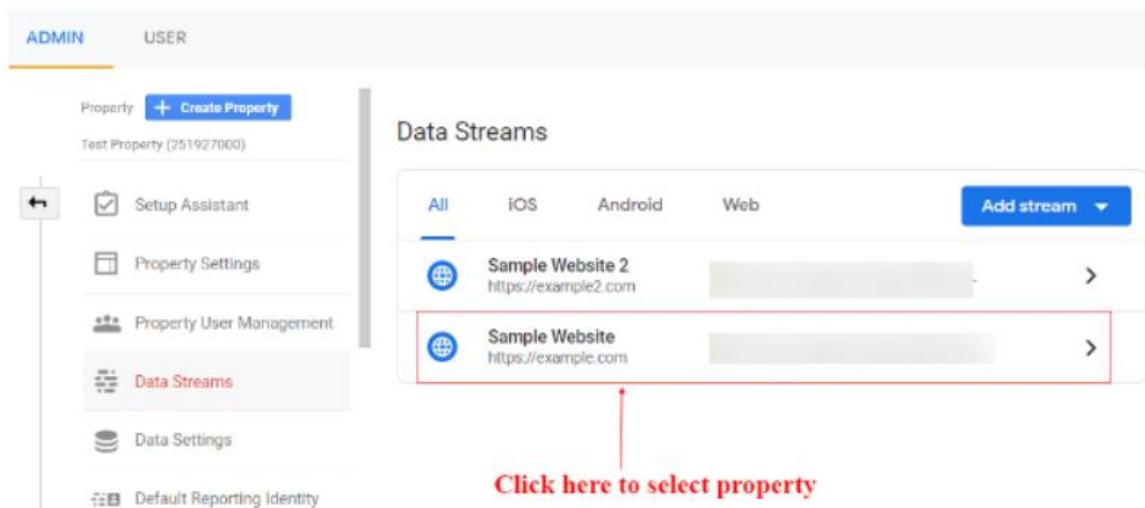 ADMIN USER
Property + Create Property
Test Property (251927000)
Setup Assistant
Property Settings
Property User Management
Data Streams
Data Settings
Default Reporting Identity
Data Streams
All iOS Android Web Add stream
Sample Website 2
https://example2.com
Sample Website
https://example.com
Click here to select property